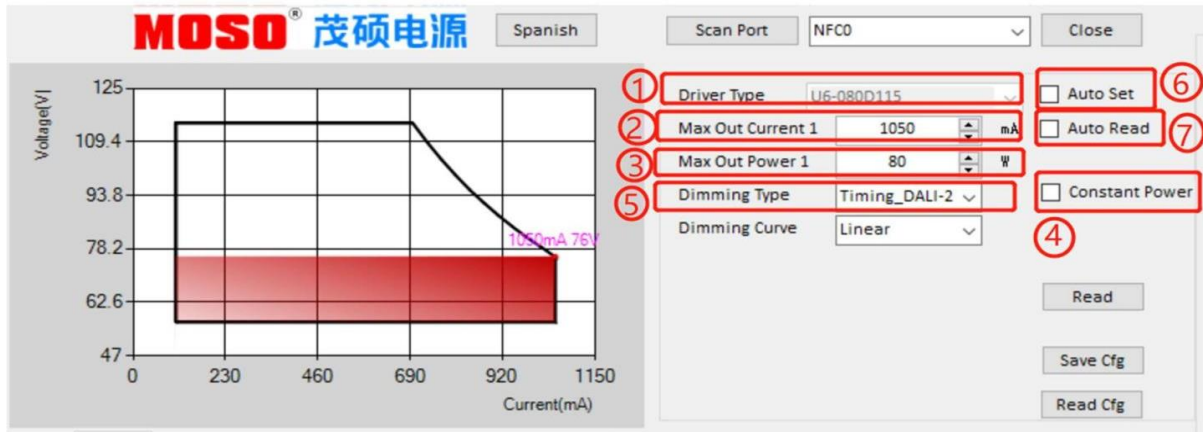 MOSO® 茂硕电源
Spanish
Scan Port
NFC0
Close
Voltage[V]
125
109.4
93.8
78.2
62.6
47
0 230 460 690 920 1150
Current(mA)
1050mA 76V
① Driver Type U6-080D115
⑥ Auto Set
② Max Out Current 1 1050 mA
⑦ Auto Read
③ Max Out Power 1 80 W
⑤ Dimming Type Timing_DALI-2
④ Constant Power
Dimming Curve Linear
Read
Save Cfg
Read Cfg